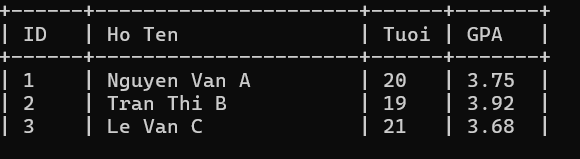 +------+----------------------+------+-------+
| ID   | Ho Ten               | Tuoi | GPA   |
+------+----------------------+------+-------+
| 1    | Nguyen Van A         | 20   | 3.75  |
| 2    | Tran Thi B           | 19   | 3.92  |
| 3    | Le Van C             | 21   | 3.68  |